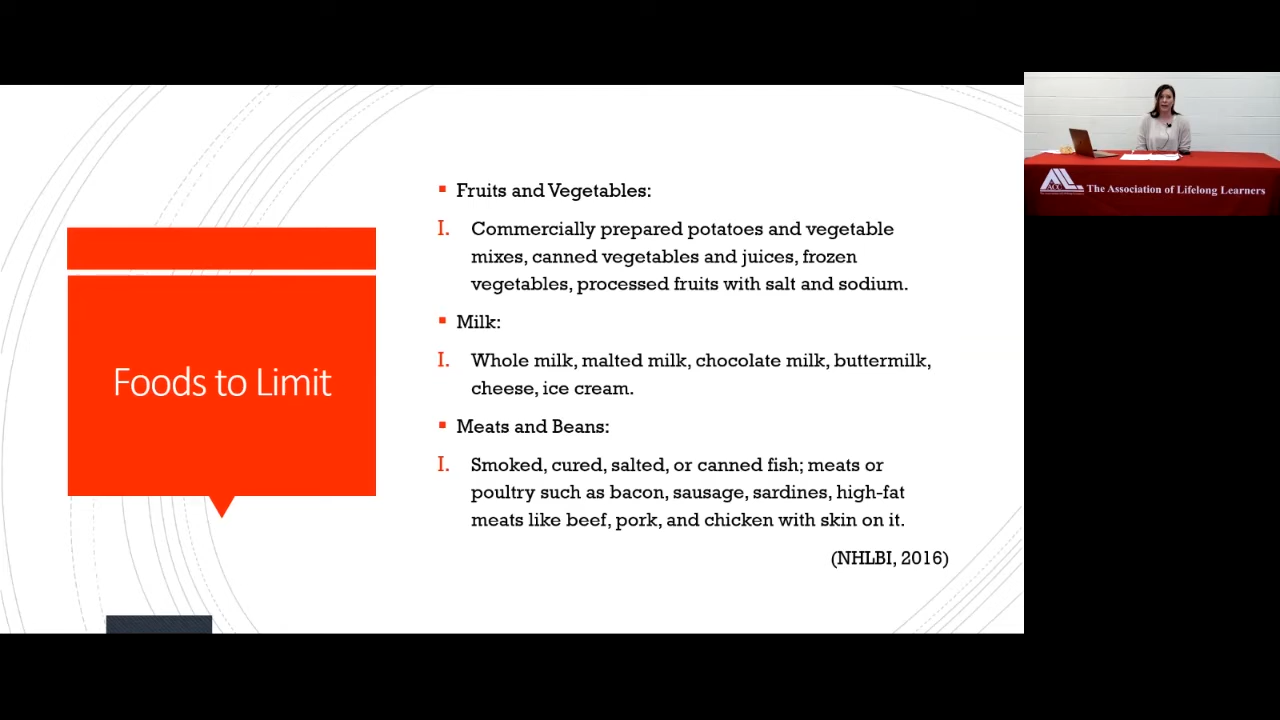 Foods to Limit
▪ Fruits and Vegetables:
I. Commercially prepared potatoes and vegetable
mixes, canned vegetables and juices, frozen
vegetables, processed fruits with salt and sodium.
▪ Milk:
I. Whole milk, malted milk, chocolate milk, buttermilk,
cheese, ice cream.
▪ Meats and Beans:
I. Smoked, cured, salted, or canned fish; meats or
poultry such as bacon, sausage, sardines, high-fat
meats like beef, pork, and chicken with skin on it.
(NHLBI, 2016)
ACC
The Association of Lifelong Learners